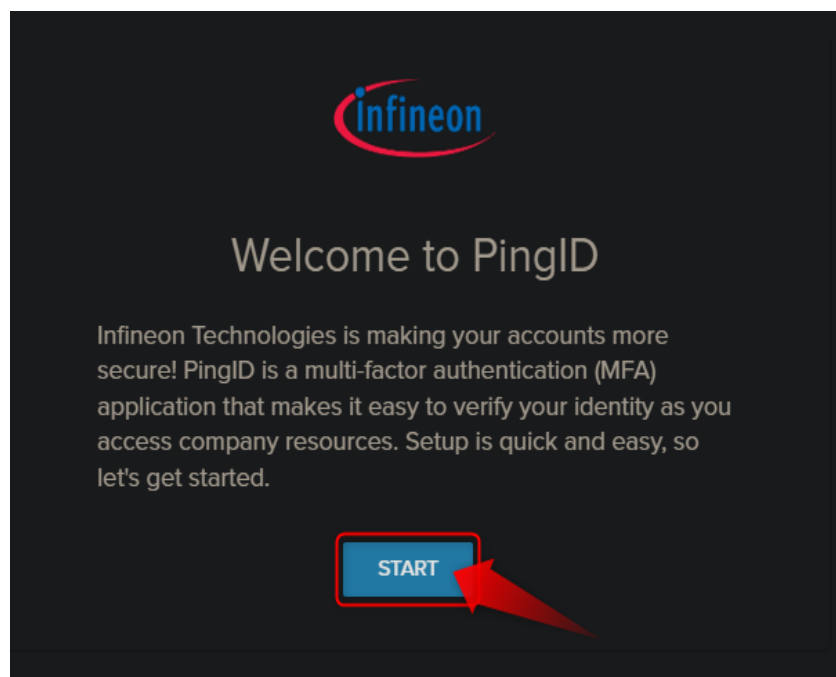 infineon
Welcome to PingID
Infineon Technologies is making your accounts more
secure! PingID is a multi-factor authentication (MFA)
application that makes it easy to verify your identity as you
access company resources. Setup is quick and easy, so
let's get started.
START